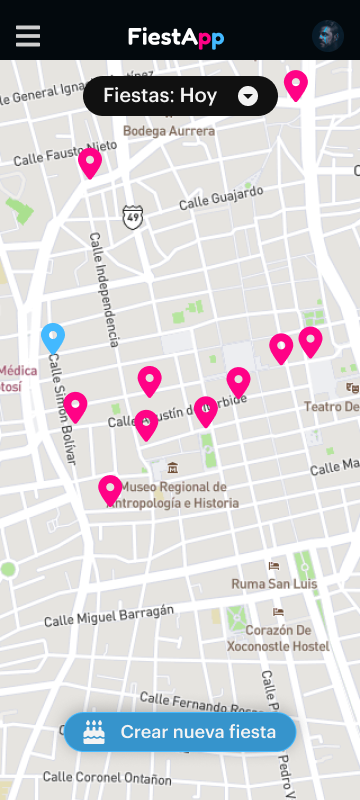 FiestApp
Calle General Igna
nez
Fiestas: Hoy
Bodega Aurrera
Calle Fausto Nieto
Calle Guajardo
49
Calle Independencia
Médica
otosí
Calle Simón Bolívar
Calle Agustín de Iturbide
Teatro De
Calle Ma
Museo Regional de
Antropología e Historia
Ruma San Luis
Calle Miguel Barragán
Corazón De
Xoconostle Hostel
Calle Fernando Rosas
Calle P
Pedro V
Crear nueva fiesta
Calle Coronel Ontañon